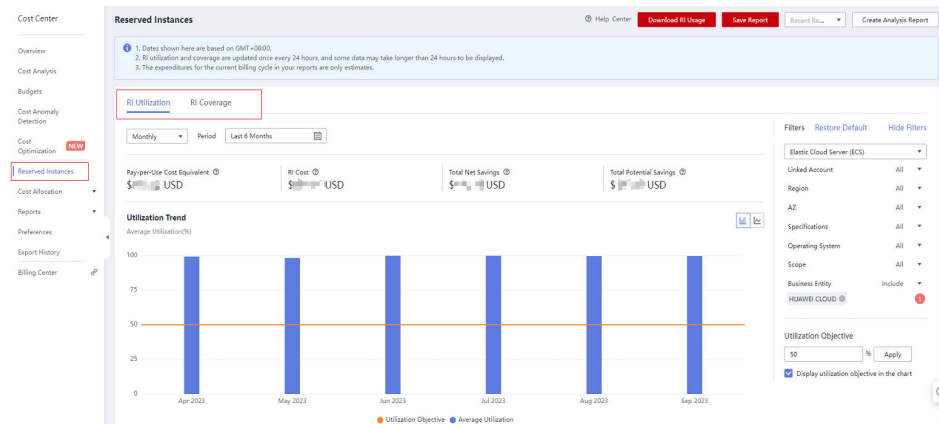 Cost Center
Overview
Cost Analysis
Budgets
Cost Anomaly
Detection
Cost
Optimization
NEW
Reserved Instances
Cost Allocation
Reports
Preferences
Export History
Billing Center
Reserved Instances
Help Center
Download RI Usage
Save Report
Recent Re...
Create Analysis Report
1. Dates shown here are based on GMT+08:00.
2. RI utilization and coverage are updated once every 24 hours, and some data may take longer than 24 hours to be displayed.
3. The expenditures for the current billing cycle in your reports are only estimates.
RI Utilization RI Coverage
Monthly Period Last 6 Months
Pay-per-Use Cost Equivalent RI Cost Total Net Savings Total Potential Savings
$ USD $ USD $ USD $ USD
Utilization Trend
Average Utilization(%)
100
75
50
25
0
Apr 2023 May 2023 Jun 2023 Jul 2023 Aug 2023 Sep 2023
Utilization Objective Average Utilization
Filters Restore Default Hide Filters
Elastic Cloud Server (ECS)
Linked Account All
Region All
AZ All
Specifications All
Operating System All
Scope All
Business Entity Include
HUAWEI CLOUD 1
Utilization Objective
50 % Apply
Display utilization objective in the chart